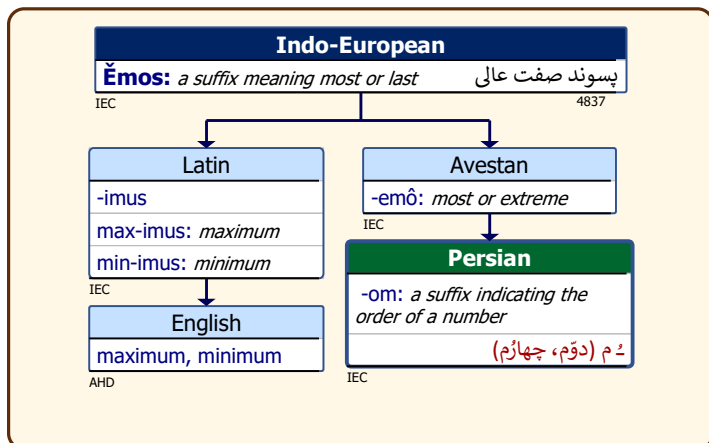 Indo-European
Ěmos: a suffix meaning most or last پسوند صفت عالی
IEC 4837
Latin
-imus
max-imus: maximum
min-imus: minimum
IEC
English
maximum, minimum
AHD
Avestan
-emô: most or extreme
IEC
Persian
-om: a suffix indicating the
order of a number
ـُ م (دوّم، چهارُم)
IEC